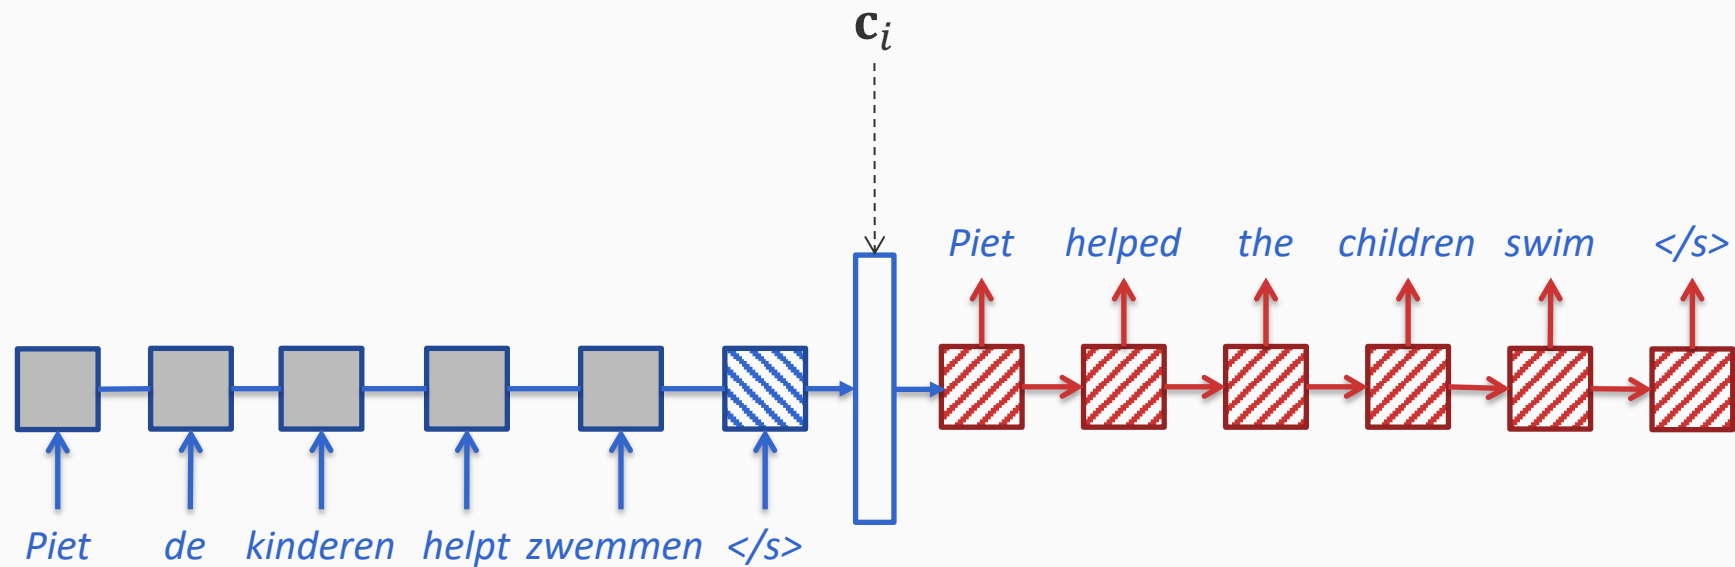 c_i
Piet helped the children swim </s>
Piet de kinderen helpt zwemmen </s>